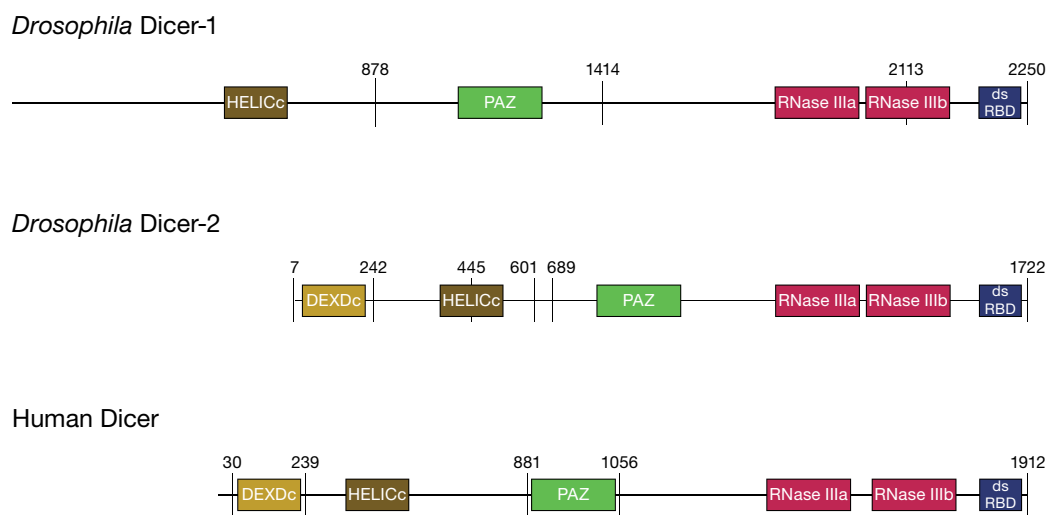 Drosophila Dicer-1
878 1414 2113 2250
HELICc PAZ RNase IIIa RNase IIIb ds
RBD
Drosophila Dicer-2
7 242 445 601 689 1722
DEXDc HELICc PAZ RNase IIIa RNase IIIb ds
RBD
Human Dicer
30 239 881 1056 1912
DEXDc HELICc PAZ RNase IIIa RNase IIIb ds
RBD